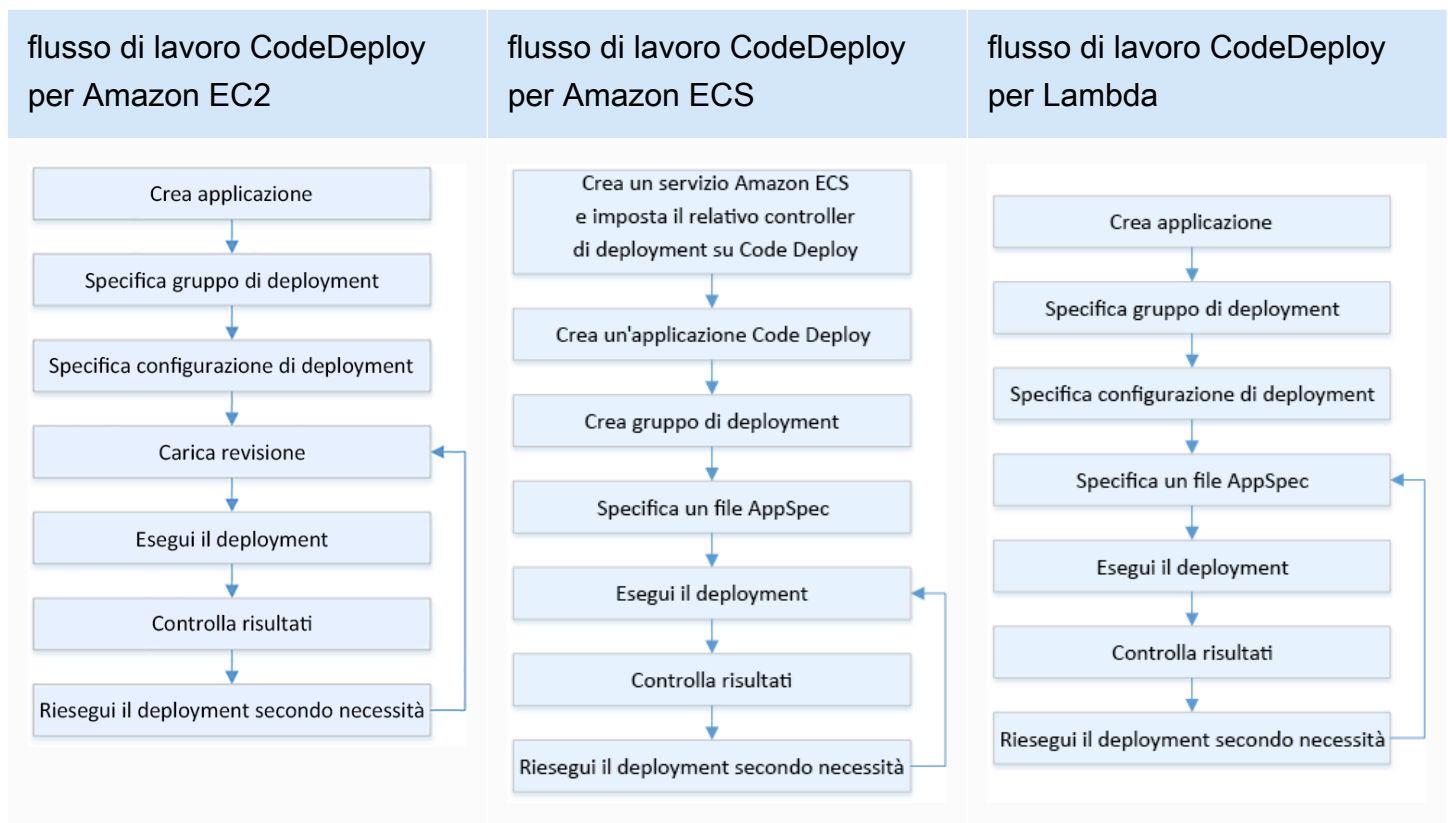 flusso di lavoro CodeDeploy
per Amazon EC2
flusso di lavoro CodeDeploy
per Amazon ECS
flusso di lavoro CodeDeploy
per Lambda
Crea applicazione
Specifica gruppo di deployment
Specifica configurazione di deployment
Carica revisione
Esegui il deployment
Controlla risultati
Riesegui il deployment secondo necessità
Crea un servizio Amazon ECS
e imposta il relativo controller
di deployment su Code Deploy
Crea un'applicazione Code Deploy
Crea gruppo di deployment
Specifica un file AppSpec
Esegui il deployment
Controlla risultati
Riesegui il deployment secondo necessità
Crea applicazione
Specifica gruppo di deployment
Specifica configurazione di deployment
Specifica un file AppSpec
Esegui il deployment
Controlla risultati
Riesegui il deployment secondo necessità